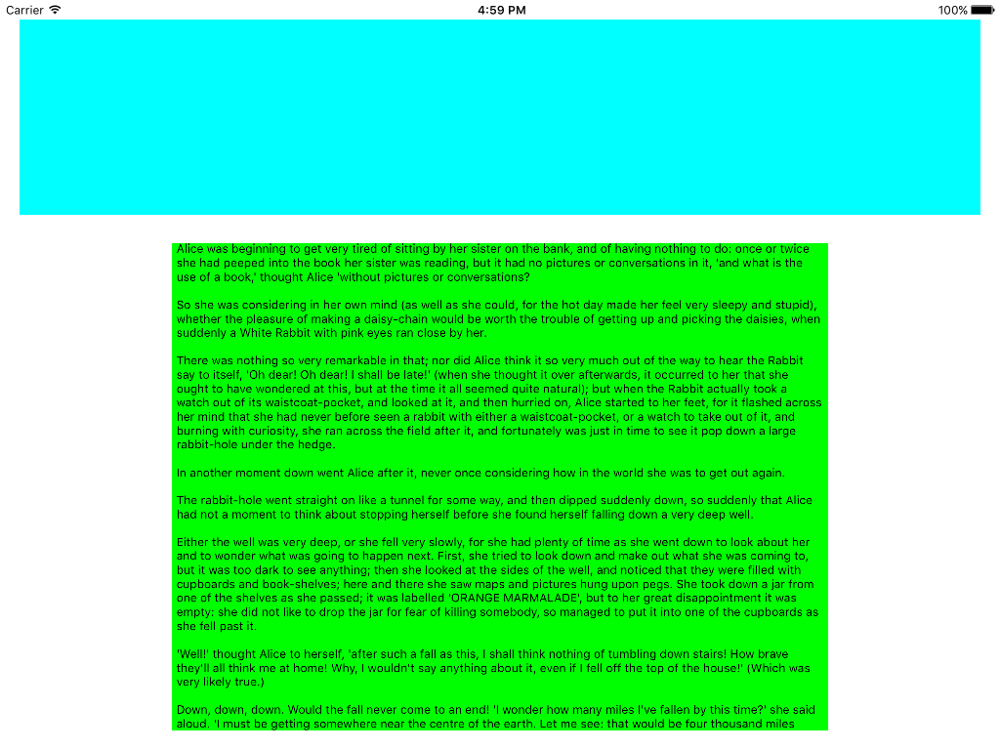 Carrier
4:59 PM
100%
Alice was beginning to get very tired of sitting by her sister on the bank, and of having nothing to do: once or twice
she had peeped into the book her sister was reading, but it had no pictures or conversations in it, 'and what is the
use of a book,' thought Alice 'without pictures or conversations?
So she was considering in her own mind (as well as she could, for the hot day made her feel very sleepy and stupid),
whether the pleasure of making a daisy-chain would be worth the trouble of getting up and picking the daisies, when
suddenly a White Rabbit with pink eyes ran close by her.
There was nothing so very remarkable in that; nor did Alice think it so very much out of the way to hear the Rabbit
say to itself, 'Oh dear! Oh dear! I shall be late!' (when she thought it over afterwards, it occurred to her that she
ought to have wondered at this, but at the time it all seemed quite natural); but when the Rabbit actually took a
watch out of its waistcoat-pocket, and looked at it, and then hurried on, Alice started to her feet, for it flashed across
her mind that she had never before seen a rabbit with either a waistcoat-pocket, or a watch to take out of it, and
burning with curiosity, she ran across the field after it, and fortunately was just in time to see it pop down a large
rabbit-hole under the hedge.
In another moment down went Alice after it, never once considering how in the world she was to get out again.
The rabbit-hole went straight on like a tunnel for some way, and then dipped suddenly down, so suddenly that Alice
had not a moment to think about stopping herself before she found herself falling down a very deep well.
Either the well was very deep, or she fell very slowly, for she had plenty of time as she went down to look about her
and to wonder what was going to happen next. First, she tried to look down and make out what she was coming to,
but it was too dark to see anything; then she looked at the sides of the well, and noticed that they were filled with
cupboards and book-shelves; here and there she saw maps and pictures hung upon pegs. She took down a jar from
one of the shelves as she passed; it was labelled 'ORANGE MARMALADE', but to her great disappointment it was
empty: she did not like to drop the jar for fear of killing somebody, so managed to put it into one of the cupboards as
she fell past it.
'Well!' thought Alice to herself, 'after such a fall as this, I shall think nothing of tumbling down stairs! How brave
they'll all think me at home! Why, I wouldn't say anything about it, even if I fell off the top of the house!' (Which was
very likely true.)
Down, down, down. Would the fall never come to an end! 'I wonder how many miles I've fallen by this time?' she said
aloud. 'I must be getting somewhere near the centre of the earth. Let me see: that would be four thousand miles